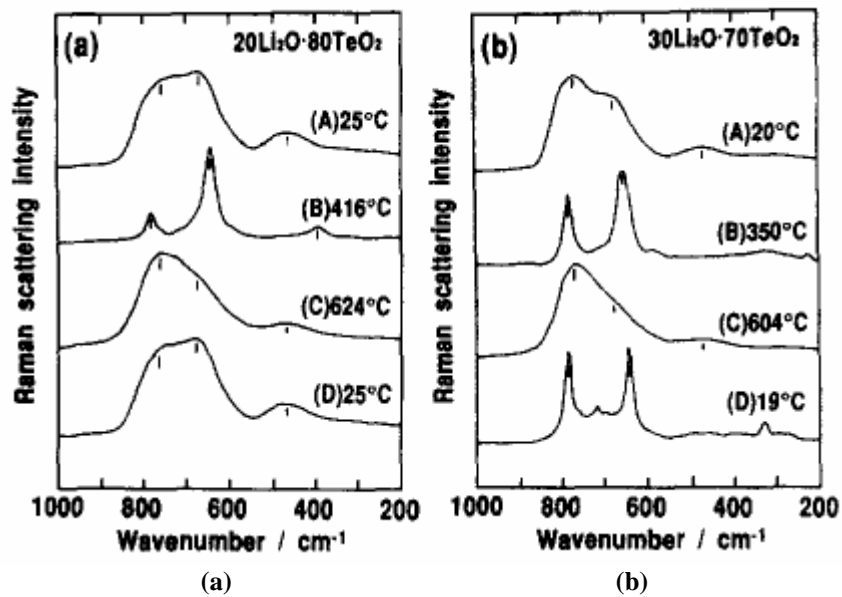 (a) 20Li₂O·80TeO₂
(A)25°C
(B)416°C
(C)624°C
(D)25°C
Raman scattering intensity
1000 800 600 400 200
Wavenumber / cm⁻¹
(a)
(b) 30Li₂O·70TeO₂
(A)20°C
(B)350°C
(C)604°C
(D)19°C
Raman scattering intensity
1000 800 600 400 200
Wavenumber / cm⁻¹
(b)